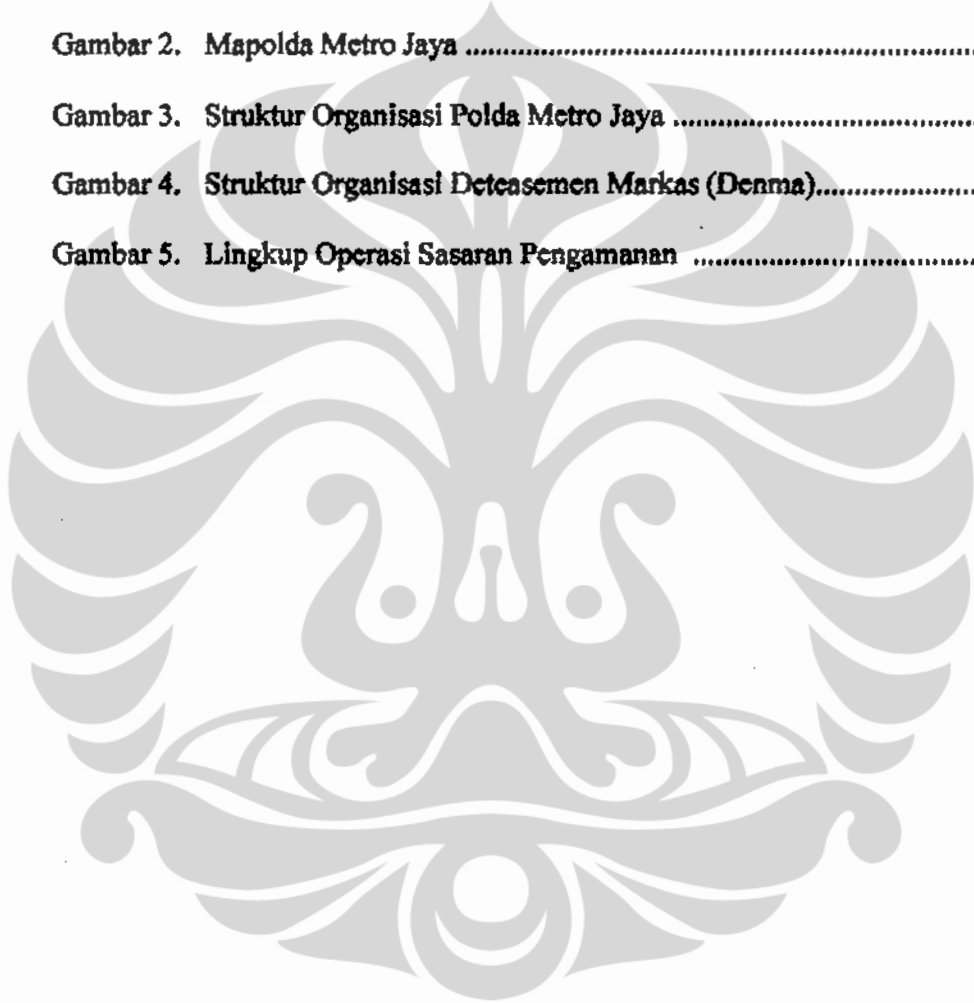 Gambar 2. Mapolda Metro Jaya ........................................................
Gambar 3. Struktur Organisasi Polda Metro Jaya ................................
Gambar 4. Struktur Organisasi Deteasemen Markas (Denma)....................
Gambar 5. Lingkup Operasi Sasaran Pengamanan ..............................